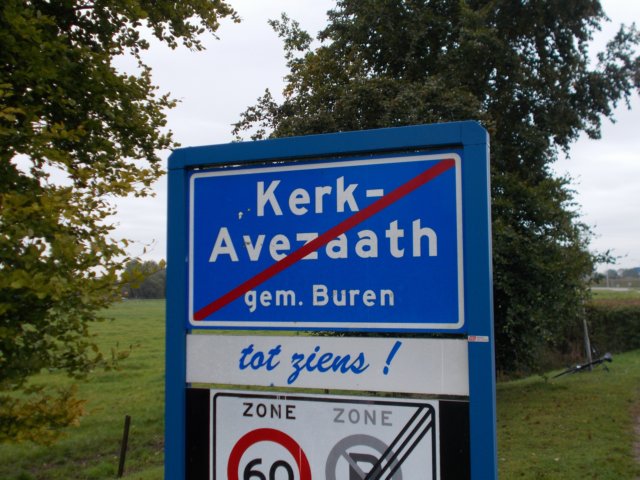 Kerk-
Avezaath
gem. Buren
tot ziens !
ZONE ZONE
60 P